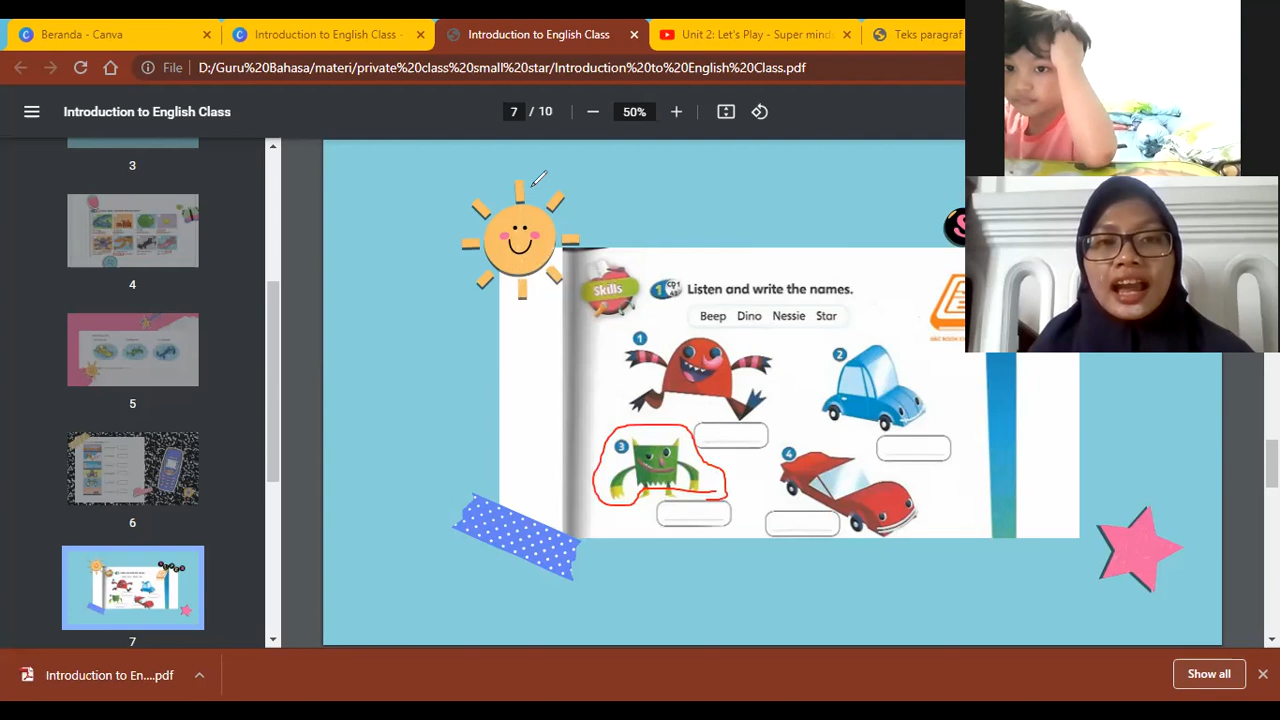 Beranda - Canva
Introduction to English Class -
Introduction to English Class
Unit 2: Let's Play - Super mind
Teks paragraf
File D:/Guru%20Bahasa/materi/private%20class%20small%20star/Introduction%20to%20English%20Class.pdf
Introduction to English Class
7 / 10
50%
3
4
5
6
7
Skills
1 CD1
Listen and write the names.
Beep Dino Nessie Star
1
2
3
4
Introduction to En....pdf
Show all